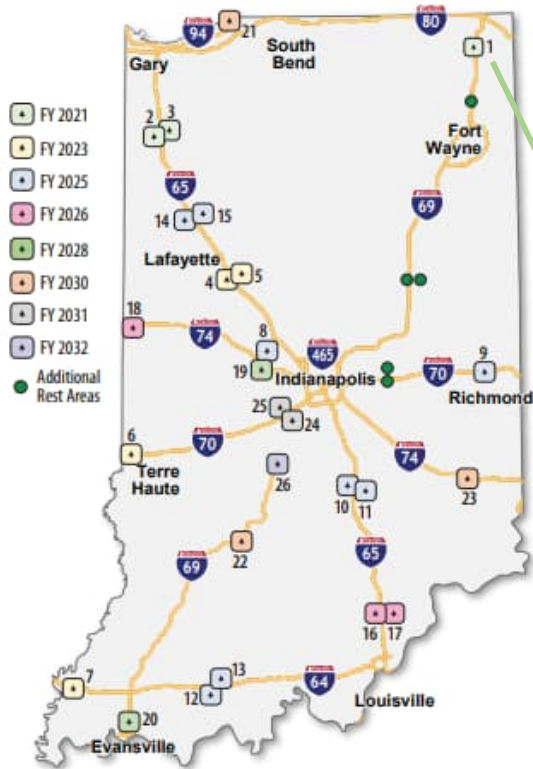 94
21
80
1
Gary
South
Bend
2
3
Fort
Wayne
FY 2021
FY 2023
FY 2025
FY 2026
FY 2028
FY 2030
FY 2031
FY 2032
Additional
Rest Areas
65
69
14
15
Lafayette
4
5
18
74
8
465
19
Indianapolis
70
9
Richmond
25
24
6
70
Terre
Haute
26
74
23
10
11
22
69
65
16
17
7
13
12
64
Louisville
20
Evansville